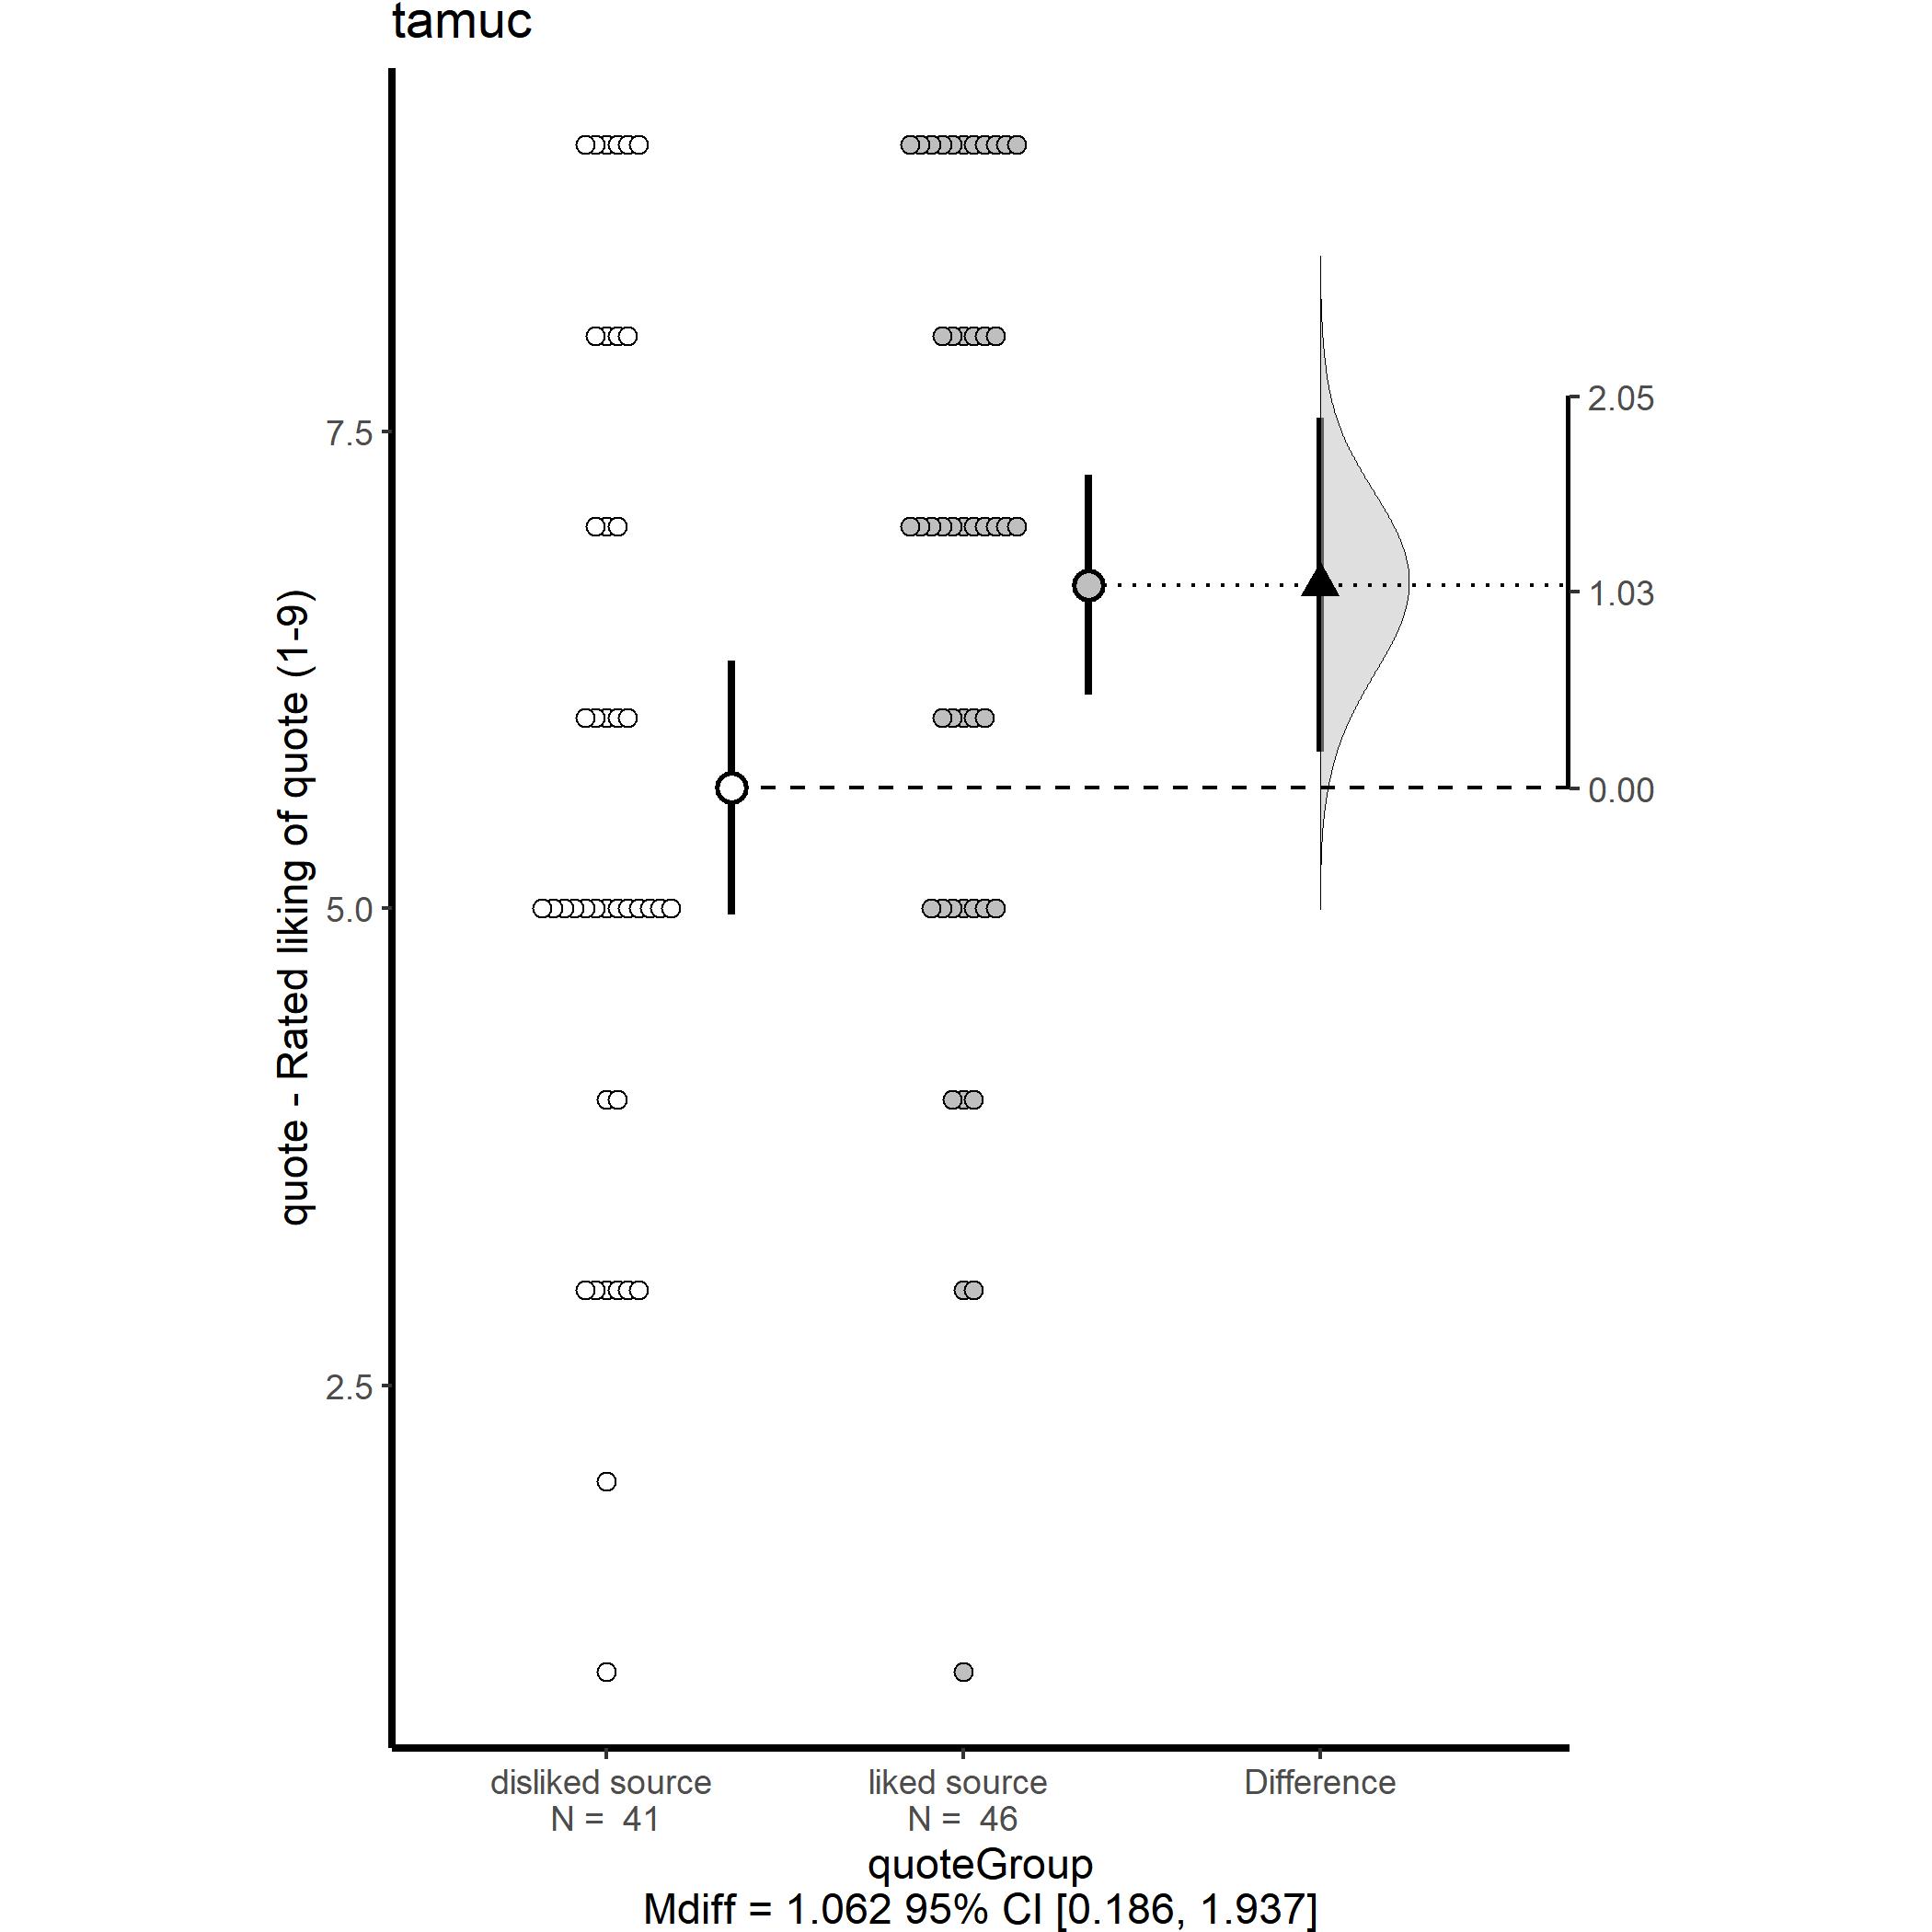 tamuc
quote - Rated liking of quote (1-9)
7.5
5.0
2.5
2.05
1.03
0.00
disliked source
N =  41
liked source
N =  46
Difference
quoteGroup
Mdiff = 1.062 95% CI [0.186, 1.937]